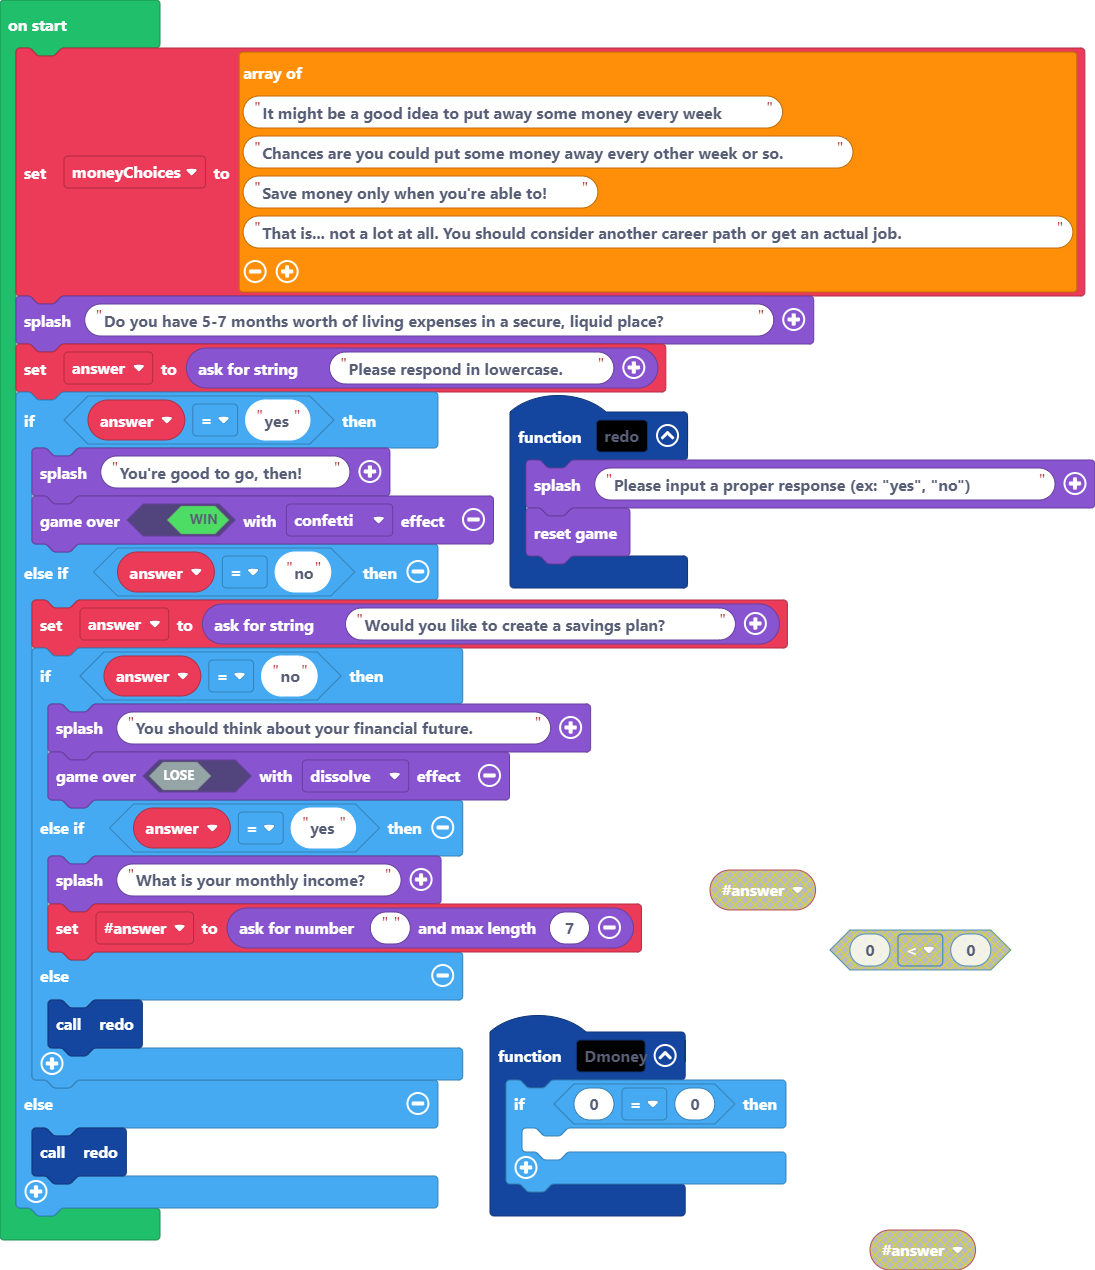 on start
array of
"It might be a good idea to put away some money every week"
"Chances are you could put some money away every other week or so."
set moneyChoices to
"Save money only when you're able to!"
"That is... not a lot at all. You should consider another career path or get an actual job."
splash "Do you have 5-7 months worth of living expenses in a secure, liquid place?"
set answer to ask for string "Please respond in lowercase."
if answer = "yes" then
splash "You're good to go, then!"
game over WIN with confetti effect
else if answer = "no" then
set answer to ask for string "Would you like to create a savings plan?"
if answer = "no" then
splash "You should think about your financial future."
game over LOSE with dissolve effect
else if answer = "yes" then
splash "What is your monthly income?"
set #answer to ask for number "" and max length 7
else
call redo
else
call redo
function redo
splash "Please input a proper response (ex: "yes", "no")"
reset game
#answer
0 < 0
function Dmoney
if 0 = 0 then
#answer